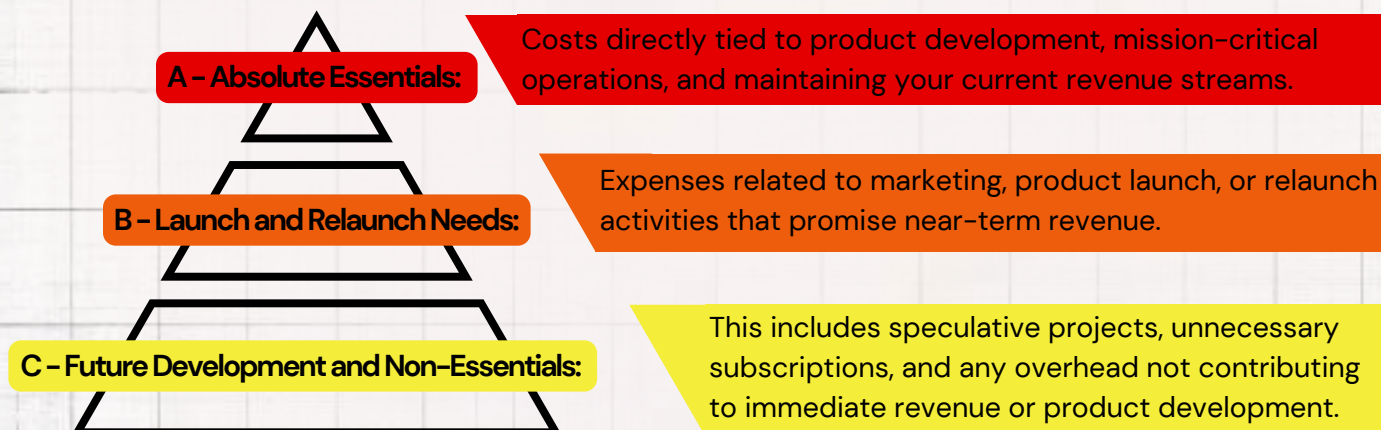 A – Absolute Essentials:
Costs directly tied to product development, mission-critical
operations, and maintaining your current revenue streams.
B – Launch and Relaunch Needs:
Expenses related to marketing, product launch, or relaunch
activities that promise near-term revenue.
C – Future Development and Non-Essentials:
This includes speculative projects, unnecessary
subscriptions, and any overhead not contributing
to immediate revenue or product development.